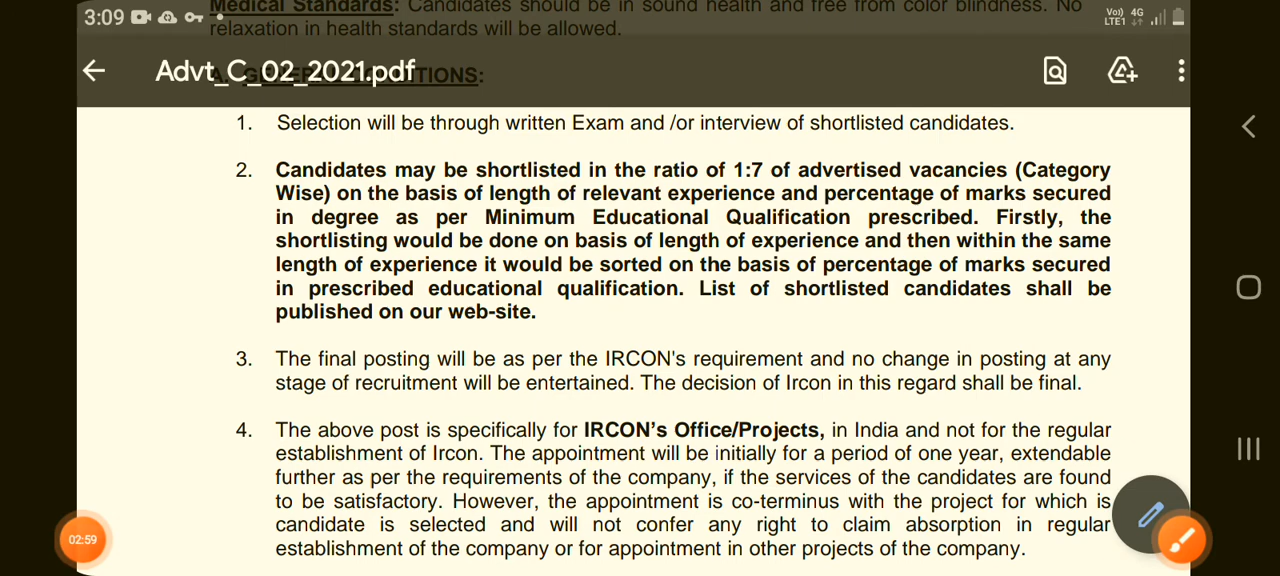 3:09
Vo)) 4G
LTE1
Medical Standards: Candidates should be in sound health and free from color blindness. No
relaxation in health standards will be allowed.
Advt_C_02_2021.pdf
A. GENERAL CONDITIONS:
1. Selection will be through written Exam and /or interview of shortlisted candidates.
2. Candidates may be shortlisted in the ratio of 1:7 of advertised vacancies (Category
Wise) on the basis of length of relevant experience and percentage of marks secured
in degree as per Minimum Educational Qualification prescribed. Firstly, the
shortlisting would be done on basis of length of experience and then within the same
length of experience it would be sorted on the basis of percentage of marks secured
in prescribed educational qualification. List of shortlisted candidates shall be
published on our web-site.
3. The final posting will be as per the IRCON's requirement and no change in posting at any
stage of recruitment will be entertained. The decision of Ircon in this regard shall be final.
4. The above post is specifically for IRCON's Office/Projects, in India and not for the regular
establishment of Ircon. The appointment will be initially for a period of one year, extendable
further as per the requirements of the company, if the services of the candidates are found
to be satisfactory. However, the appointment is co-terminus with the project for which is
candidate is selected and will not confer any right to claim absorption in regular
establishment of the company or for appointment in other projects of the company.
02:59